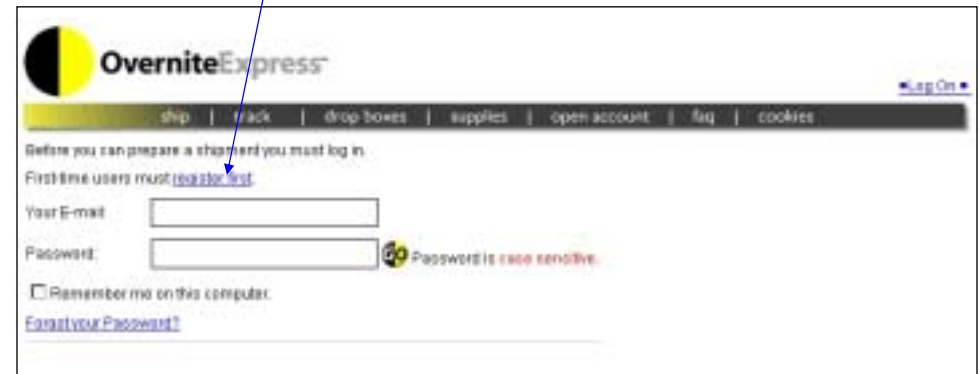 OverniteExpress
Log On
ship | track | drop boxes | supplies | open account | faq | cookies
Before you can prepare a shipment you must log in.
First-time users must register first.
Your E-mail:
Password: Go Password is case sensitive.
Remember me on this computer.
Forgot your Password?